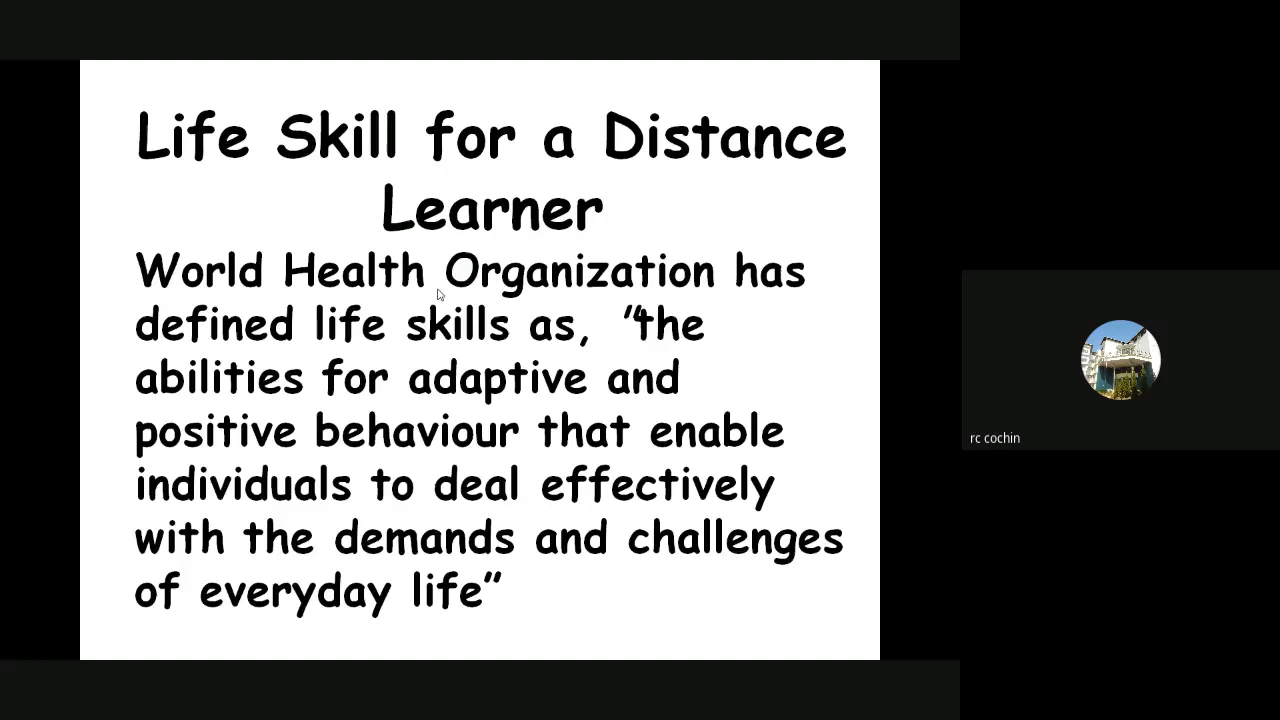 Life Skill for a Distance
Learner
World Health Organization has
defined life skills as, “the
abilities for adaptive and
positive behaviour that enable
individuals to deal effectively
with the demands and challenges
of everyday life”
rc cochin